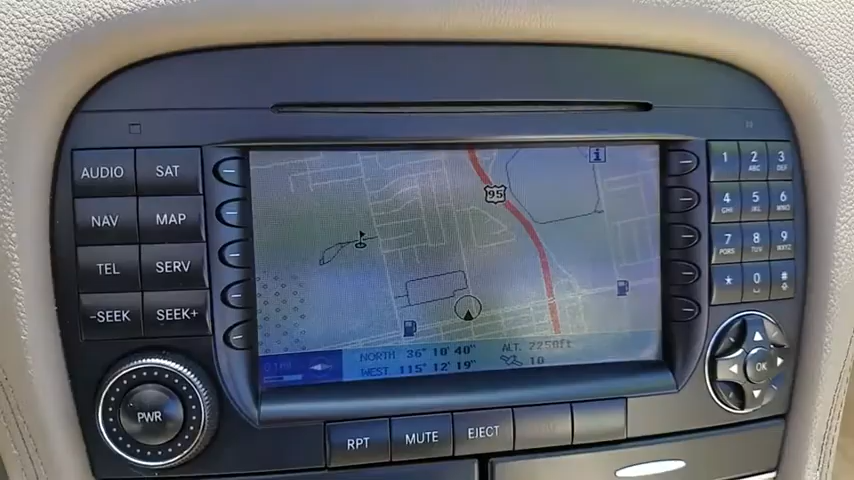 AUDIO SAT
NAV MAP
TEL SERV
-SEEK SEEK+
PWR
95
i
NORTH 36° 10' 40"
WEST 115° 12' 19"
ALT. 2250ft
10
RPT MUTE EJECT
1 2 ABC 3 DEF
4 GHI 5 JKL 6 MNO
7 PQRS 8 TUV 9 WXYZ
* 0 #
OK